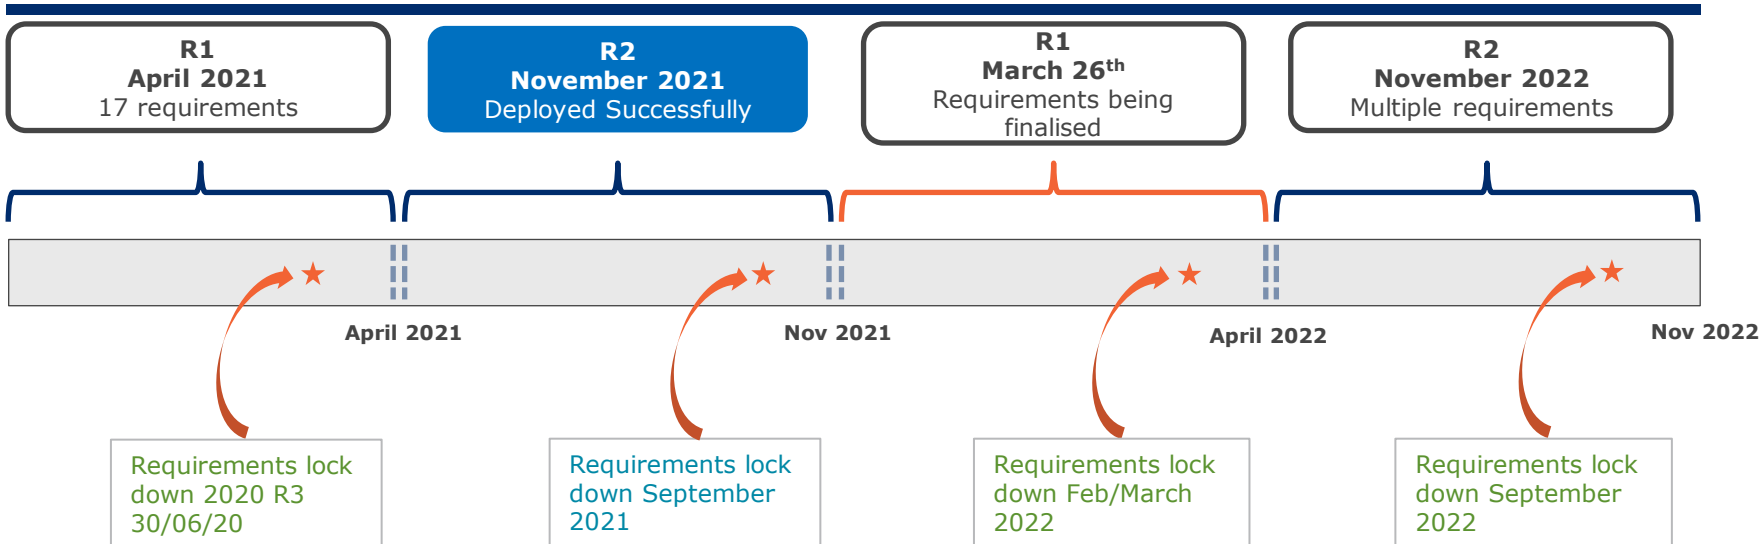 R1
April 2021
17 requirements
R2
November 2021
Deployed Successfully
R1
March 26th
Requirements being
finalised
R2
November 2022
Multiple requirements
April 2021
Nov 2021
April 2022
Nov 2022
Requirements lock
down 2020 R3
30/06/20
Requirements lock
down September
2021
Requirements lock
down Feb/March
2022
Requirements lock
down September
2022